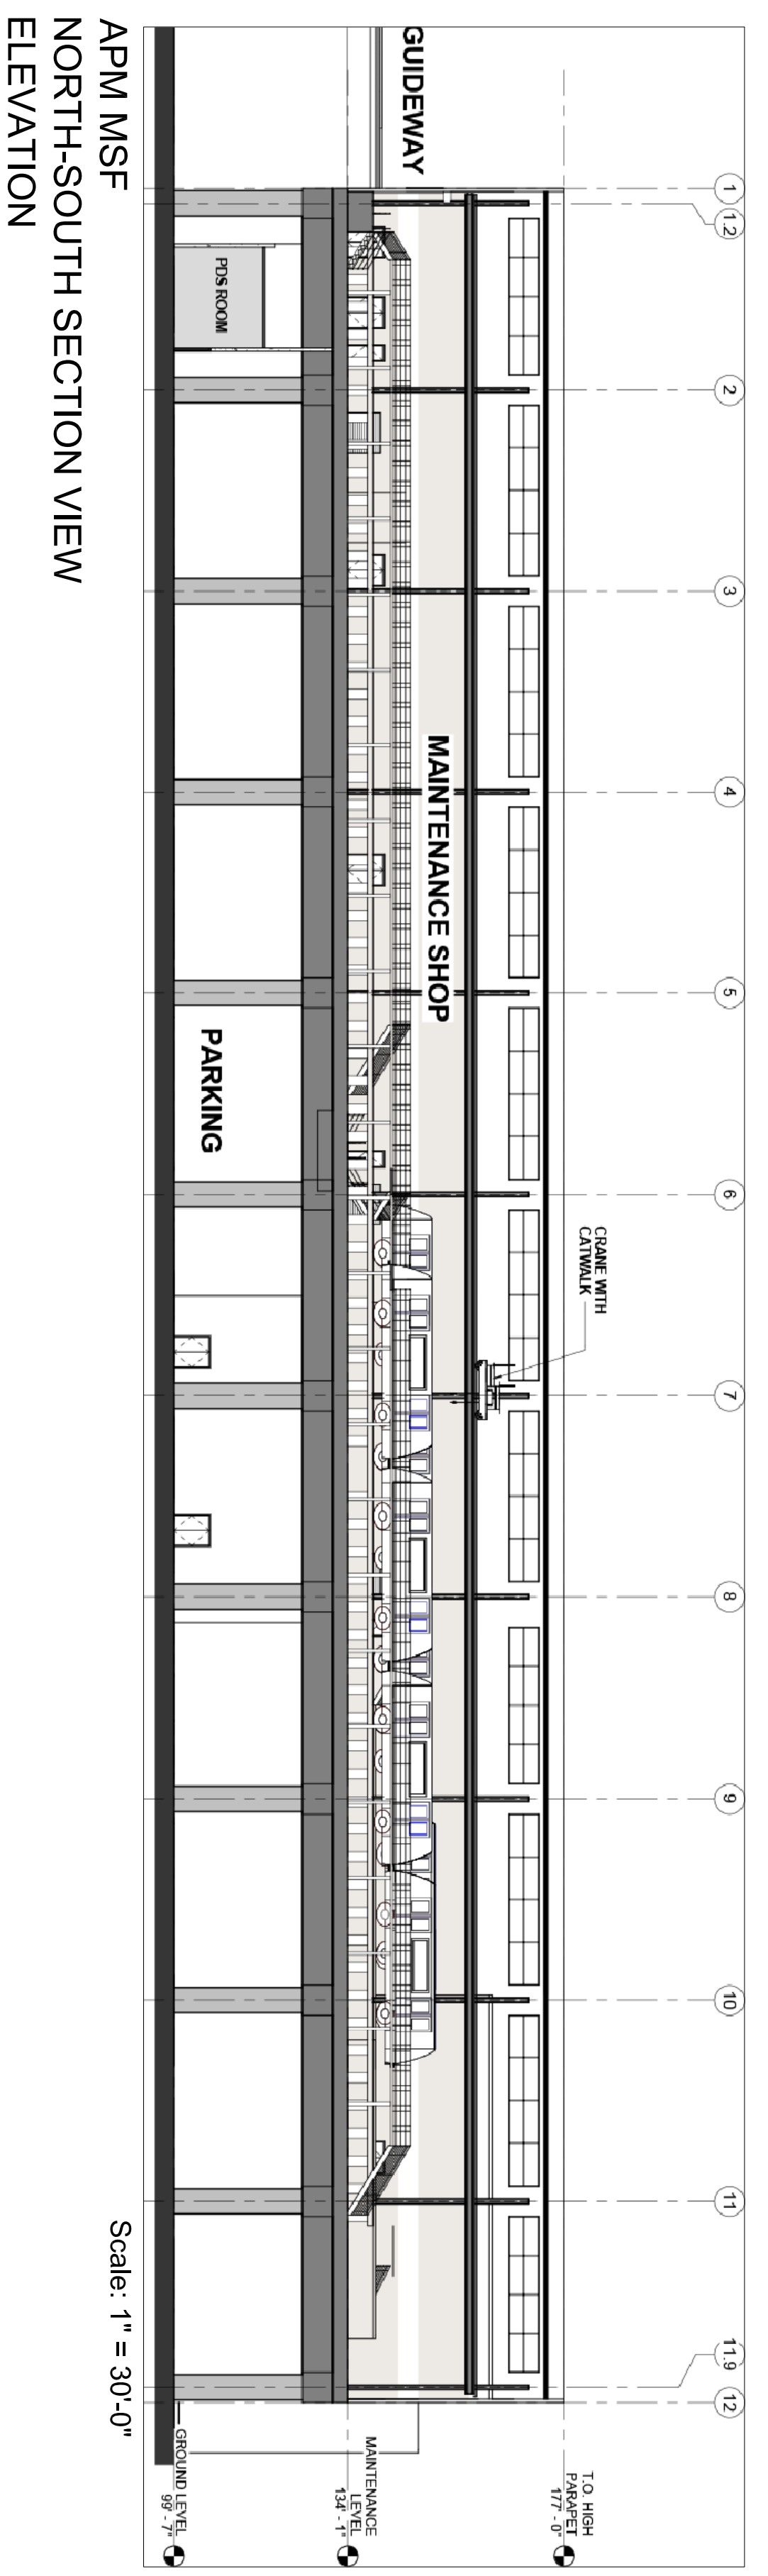 1
1.2
2
3
4
5
6
7
8
9
10
11
11.9
12
GUIDEWAY
CRANE WITH
CATWALK
MAINTENANCE SHOP
PDS ROOM
PARKING
T.O. HIGH
PARAPET
177' - 0"
MAINTENANCE
LEVEL
134' - 1"
GROUND LEVEL
99' - 7"
APM MSF
NORTH-SOUTH SECTION VIEW
ELEVATION
Scale: 1" = 30'-0"